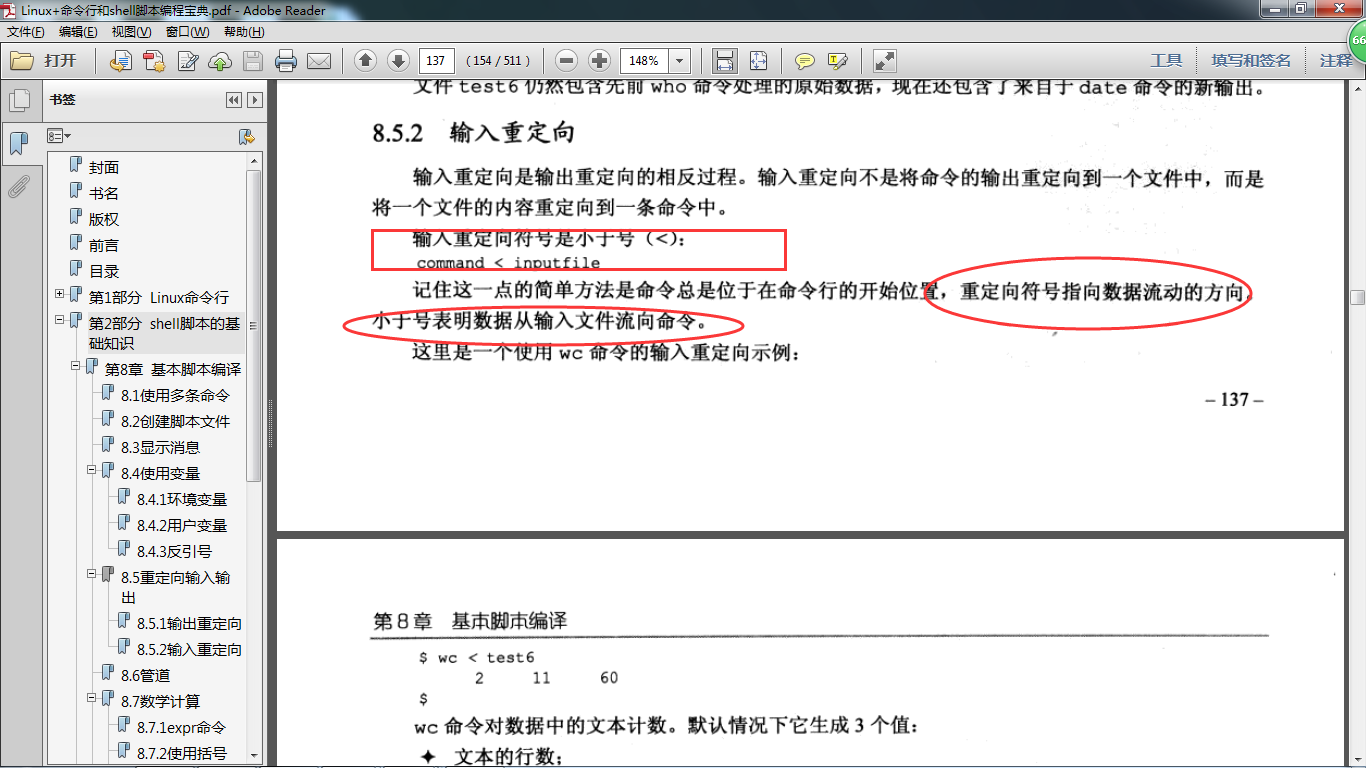 Linux+命令行和shell脚本编程宝典.pdf - Adobe Reader
文件(F) 编辑(E) 视图(V) 窗口(W) 帮助(H)
打开 137 (154 / 511) 148% 工具 填写和签名 注释
66
书签
封面
书名
版权
前言
目录
第1部分 Linux命令行
第2部分 shell脚本的基
础知识
第8章 基本脚本编译
8.1使用多条命令
8.2创建脚本文件
8.3显示消息
8.4使用变量
8.4.1环境变量
8.4.2用户变量
8.4.3反引号
8.5重定向输入输
出
8.5.1输出重定向
8.5.2输入重定向
8.6管道
8.7数学计算
8.7.1expr命令
8.7.2使用括号
文件 test6 仍然包含先前 who 命令处理的原始数据，现在还包含了来自于 date 命令的新输出。
8.5.2 输入重定向
输入重定向是输出重定向的相反过程。输入重定向不是将命令的输出重定向到一个文件中，而是
将一个文件的内容重定向到一条命令中。
输入重定向符号是小于号（<）：
command < inputfile
记住这一点的简单方法是命令总是位于在命令行的开始位置，重定向符号指向数据流动的方向。
小于号表明数据从输入文件流向命令。
这里是一个使用 wc 命令的输入重定向示例：
– 137 –
第 8 章 基本脚本编译
$ wc < test6
2 11 60
$
wc 命令对数据中的文本计数。默认情况下它生成 3 个值：
✦ 文本的行数；